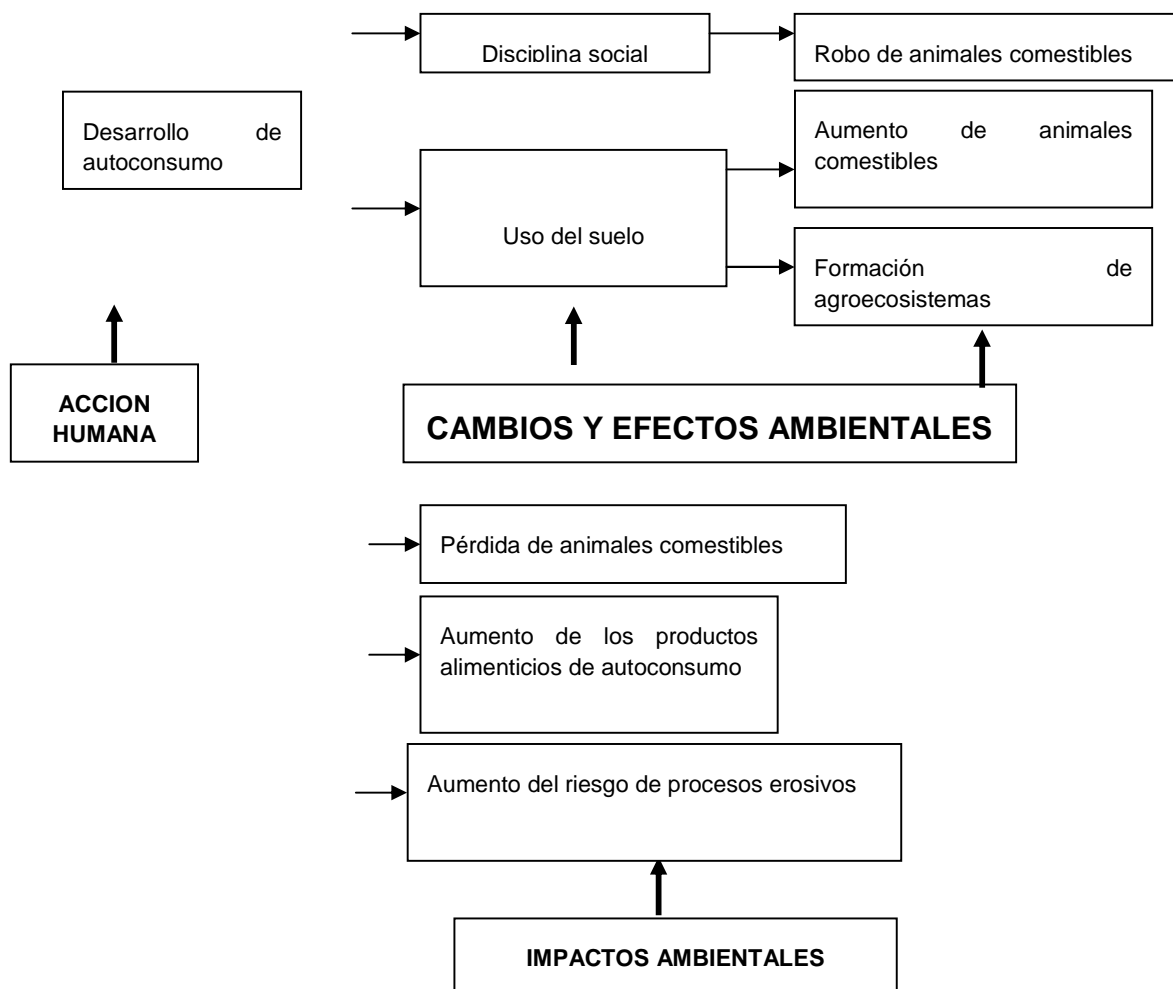 Disciplina social
Robo de animales comestibles
Desarrollo de
autoconsumo
Aumento de animales
comestibles
Uso del suelo
Formación de
agroecosistemas
ACCION
HUMANA
CAMBIOS Y EFECTOS AMBIENTALES
Pérdida de animales comestibles
Aumento de los productos
alimenticios de autoconsumo
Aumento del riesgo de procesos erosivos
IMPACTOS AMBIENTALES